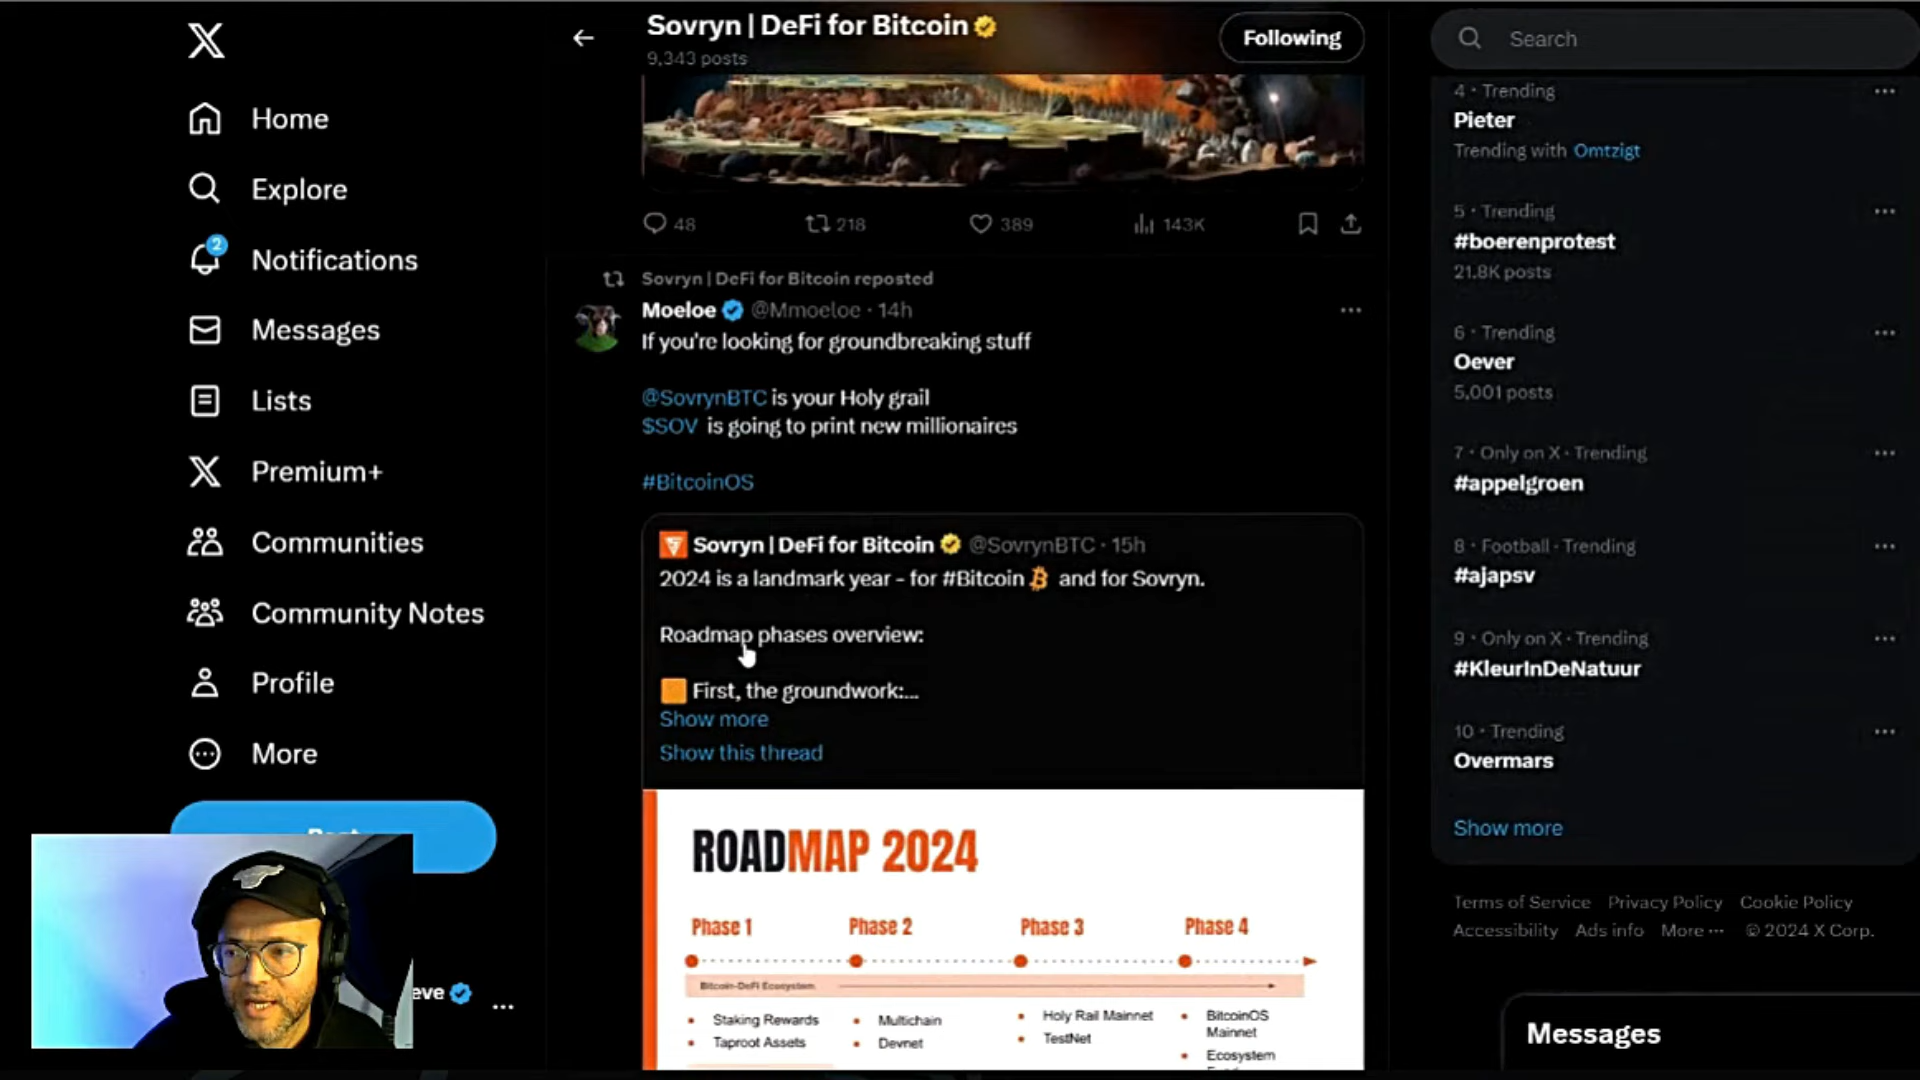 Home
Explore
2
Notifications
Messages
Lists
Premium+
Communities
Community Notes
Profile
More
eve
Sovryn | DeFi for Bitcoin
9,343 posts
Following
48
218
389
143K
Sovryn | DeFi for Bitcoin reposted
Moeloe @Mmoeloe · 14h
If you're looking for groundbreaking stuff
@SovrynBTC is your Holy grail
$SOV is going to print new millionaires
#BitcoinOS
Sovryn | DeFi for Bitcoin @SovrynBTC · 15h
2024 is a landmark year - for #Bitcoin and for Sovryn.
Roadmap phases overview:
First, the groundwork:...
Show more
Show this thread
ROADMAP 2024
Phase 1
Phase 2
Phase 3
Phase 4
Bitcoin-DeFi Ecosystem
• Staking Rewards
• Taproot Assets
• Multichain
• Devnet
• Holy Rail Mainnet
• TestNet
• BitcoinOS
Mainnet
• Ecosystem
Search
4 · Trending
Pieter
Trending with Omtzigt
5 · Trending
#boerenprotest
21.8K posts
6 · Trending
Oever
5,001 posts
7 · Only on X · Trending
#appelgroen
8 · Football · Trending
#ajapsv
9 · Only on X · Trending
#KleurInDeNatuur
10 · Trending
Overmars
Show more
Terms of Service Privacy Policy Cookie Policy
Accessibility Ads info More ··· © 2024 X Corp.
Messages